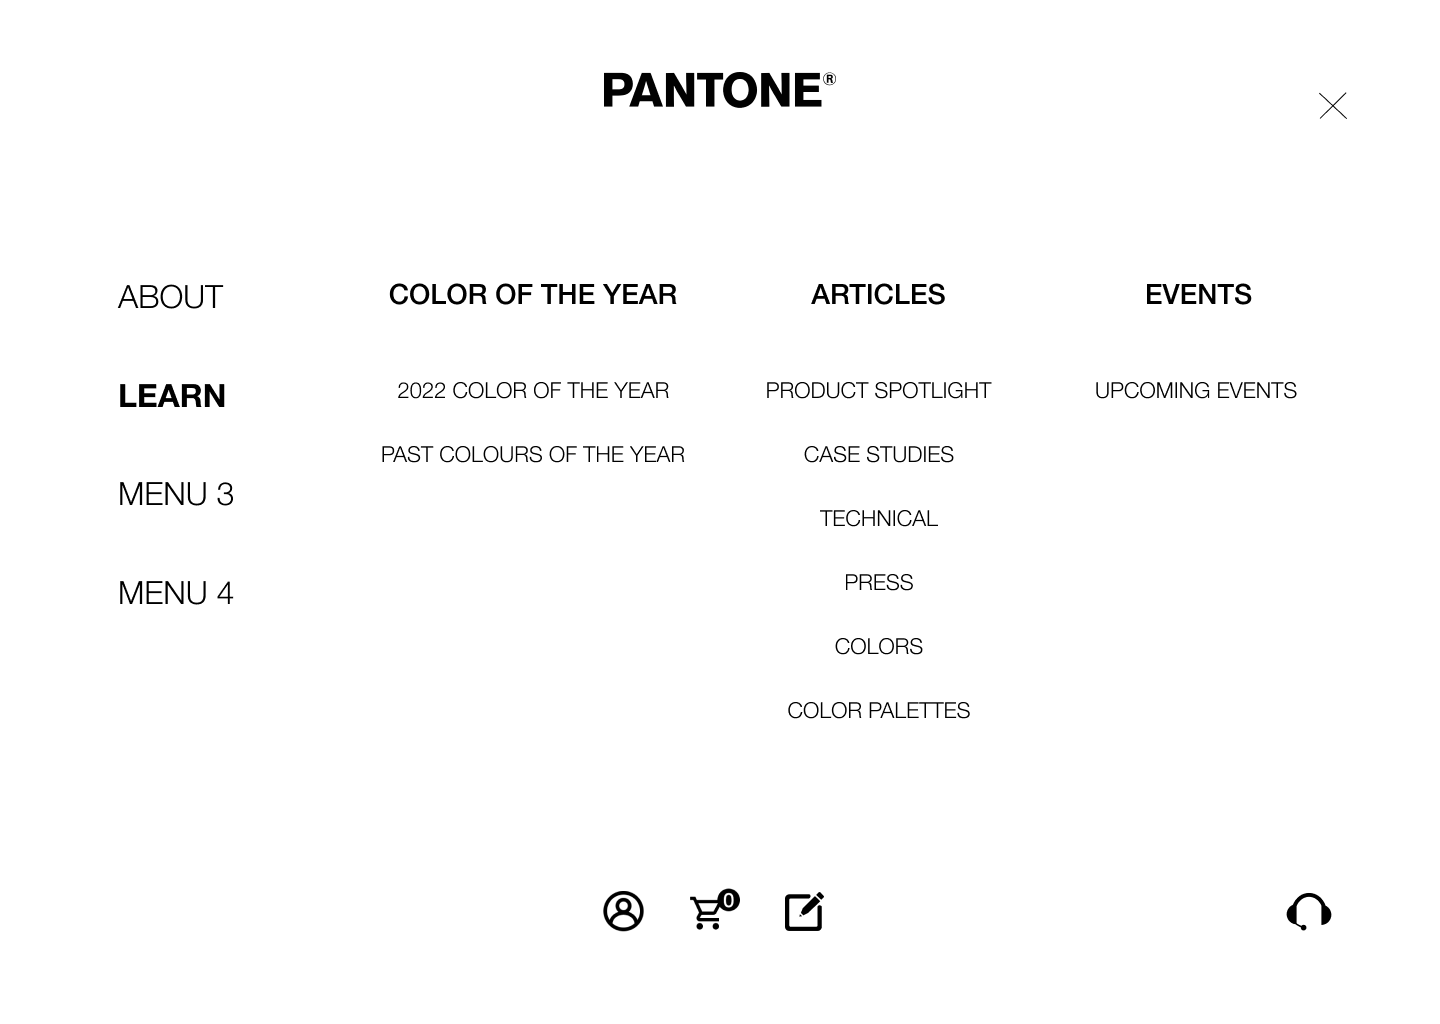 PANTONE®
ABOUT
LEARN
MENU 3
MENU 4
COLOR OF THE YEAR
2022 COLOR OF THE YEAR
PAST COLOURS OF THE YEAR
ARTICLES
PRODUCT SPOTLIGHT
CASE STUDIES
TECHNICAL
PRESS
COLORS
COLOR PALETTES
EVENTS
UPCOMING EVENTS
0